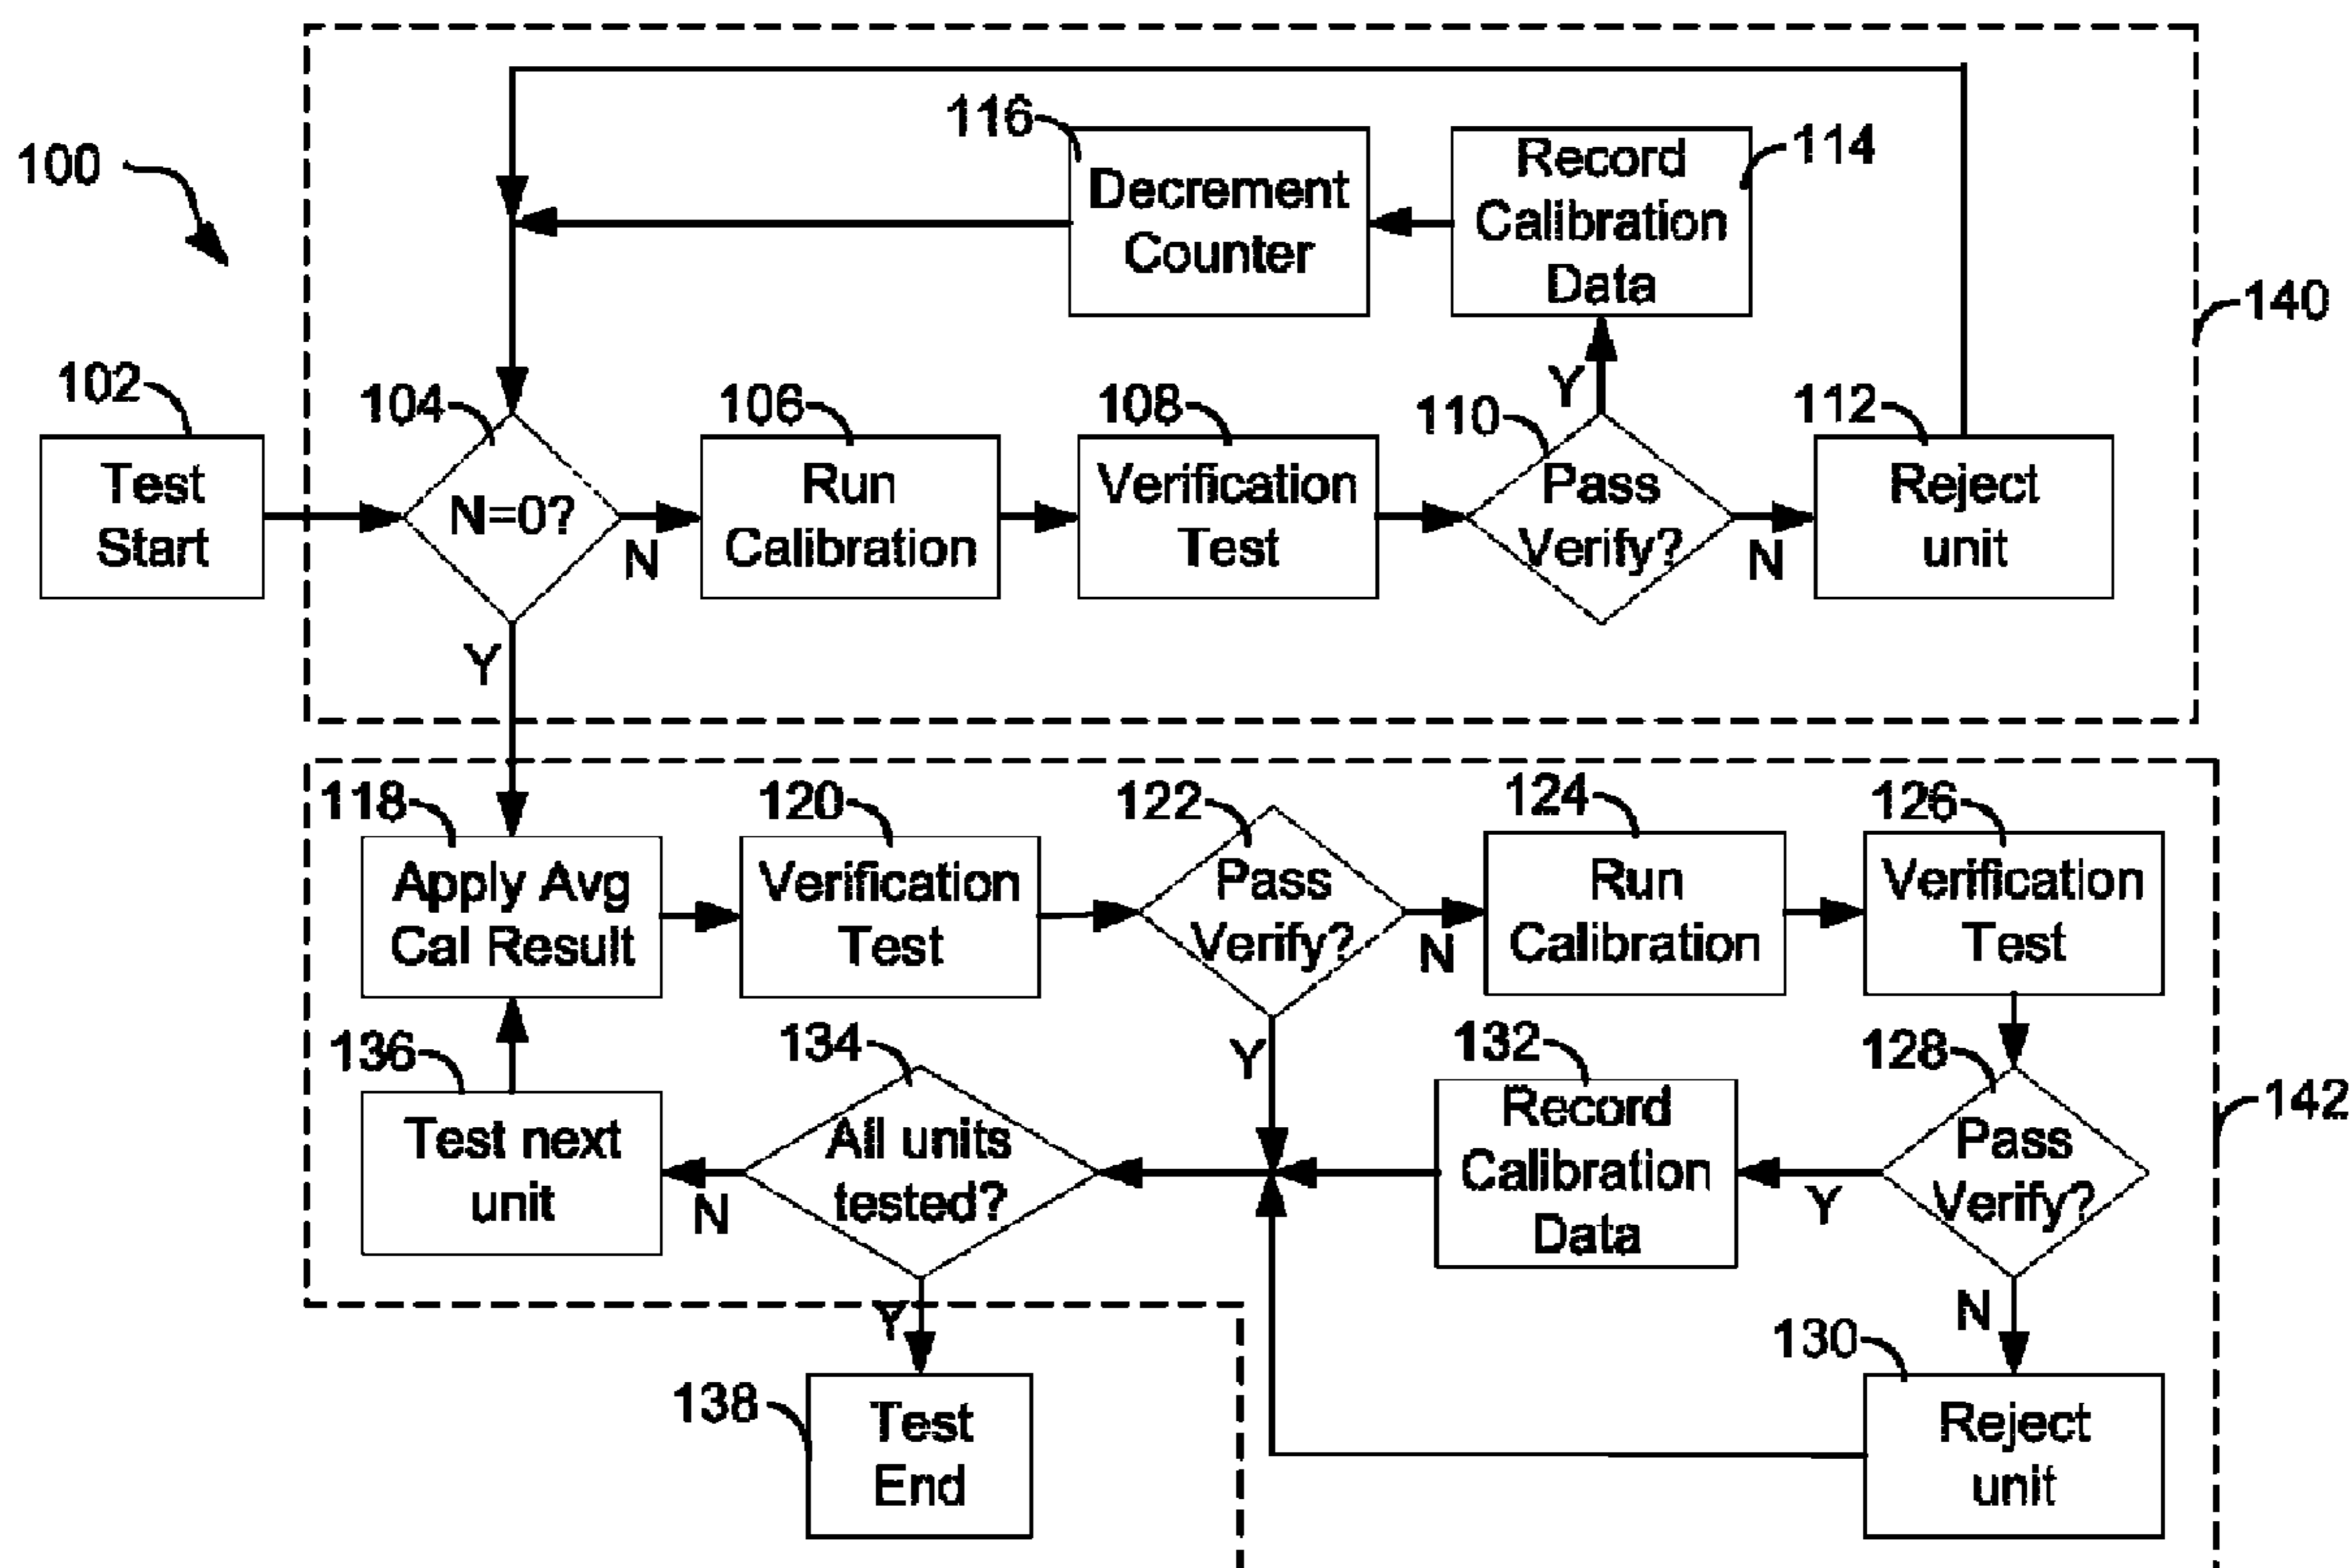 100
116
Decrement
Counter
Record
Calibration
Data
114
140
102
Test
Start
104
N=0?
N
Y
106
Run
Calibration
108
Verification
Test
110
Pass
Verify?
Y
N
112
Reject
unit
118
Apply Avg
Cal Result
120
Verification
Test
122
Pass
Verify?
N
Y
124
Run
Calibration
126
Verification
Test
136
Test next
unit
134
All units
tested?
N
Y
132
Record
Calibration
Data
128
Pass
Verify?
Y
N
142
138
Test
End
130
Reject
unit